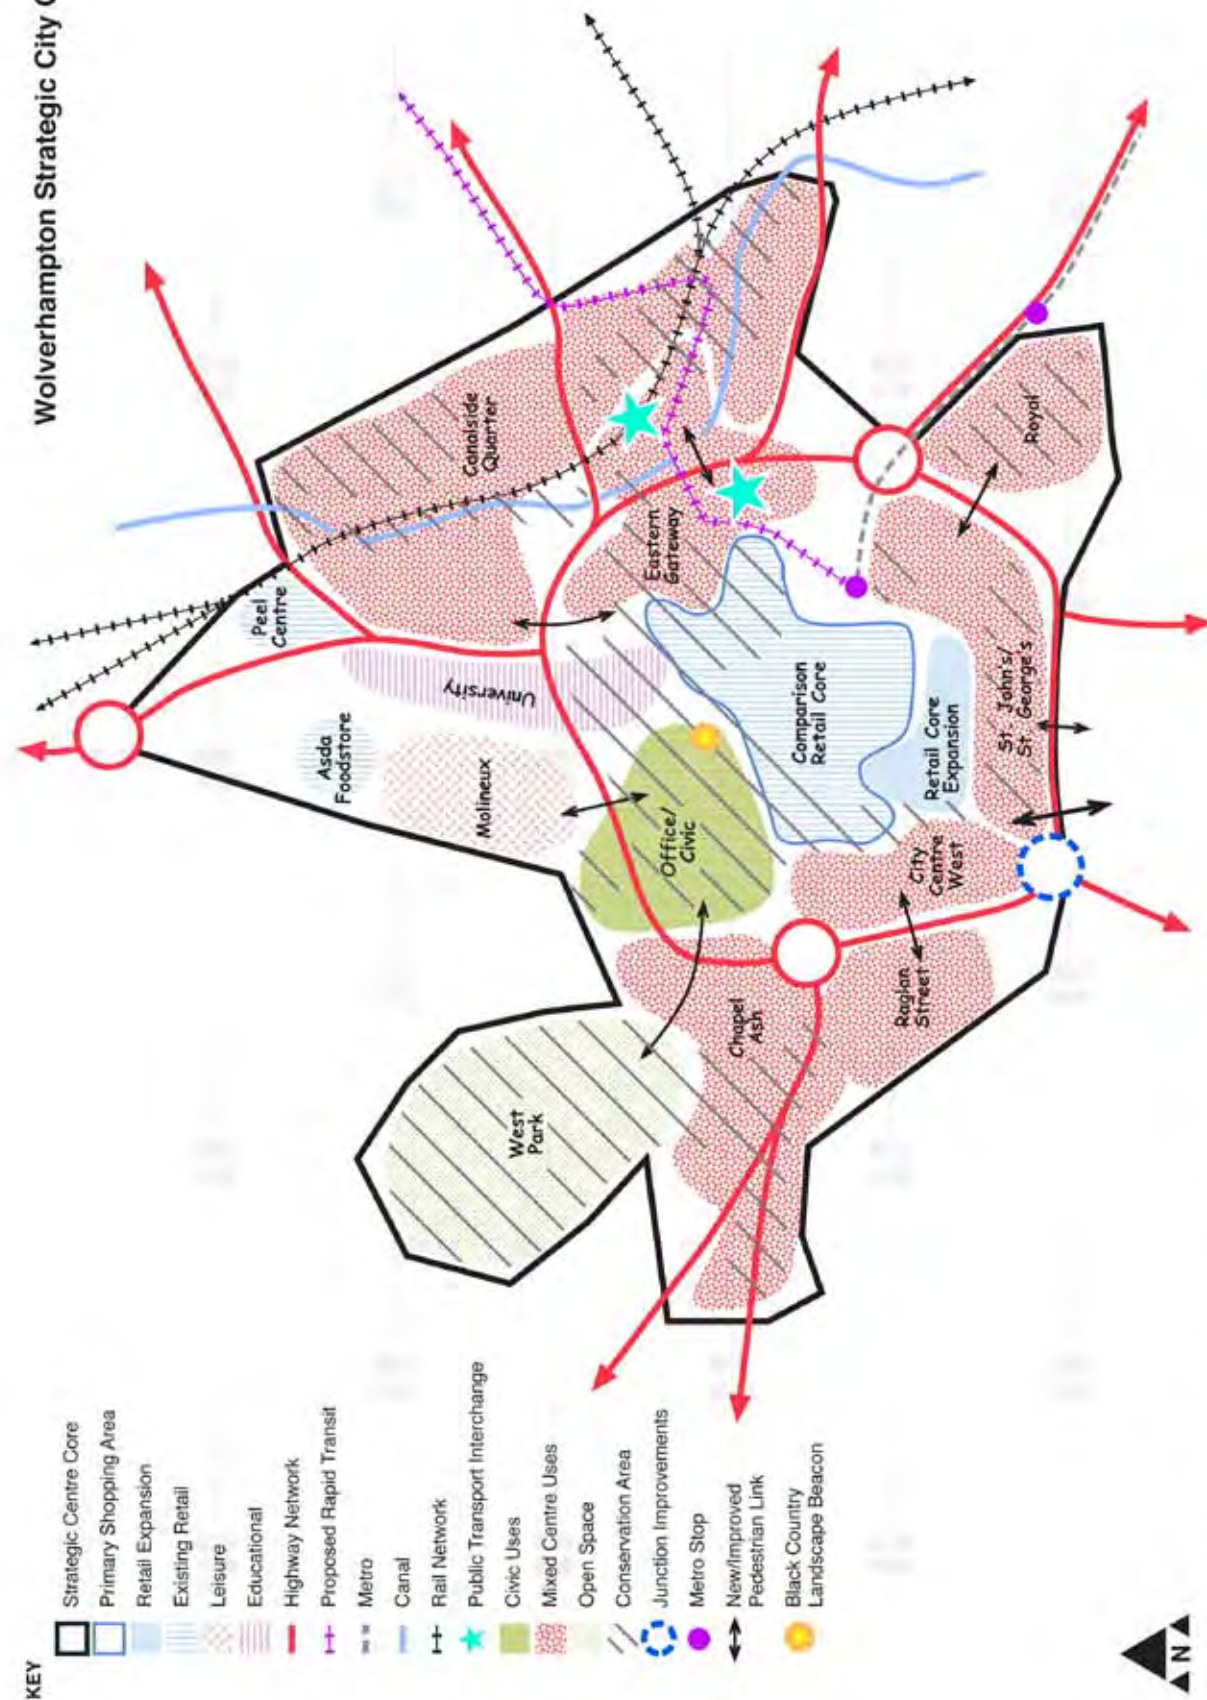 Wolverhampton Strategic City C
KEY
Strategic Centre Core
Primary Shopping Area
Retail Expansion
Existing Retail
Leisure
Educational
Highway Network
Proposed Rapid Transit
Metro
Canal
Rail Network
Public Transport Interchange
Civic Uses
Mixed Centre Uses
Open Space
Conservation Area
Junction Improvements
Metro Stop
New/Improved
Pedestrian Link
Black Country
Landscape Beacon
N
West
Park
Chapel
Ash
Raglan
Street
Asda
Foodstore
Molineux
Office/
Civic
City
Centre
West
Peel
Centre
University
Comparison
Retail Core
Retail Core
Expansion
St John's/
St George's
Canalside
Quarter
Eastern
Gateway
Royal